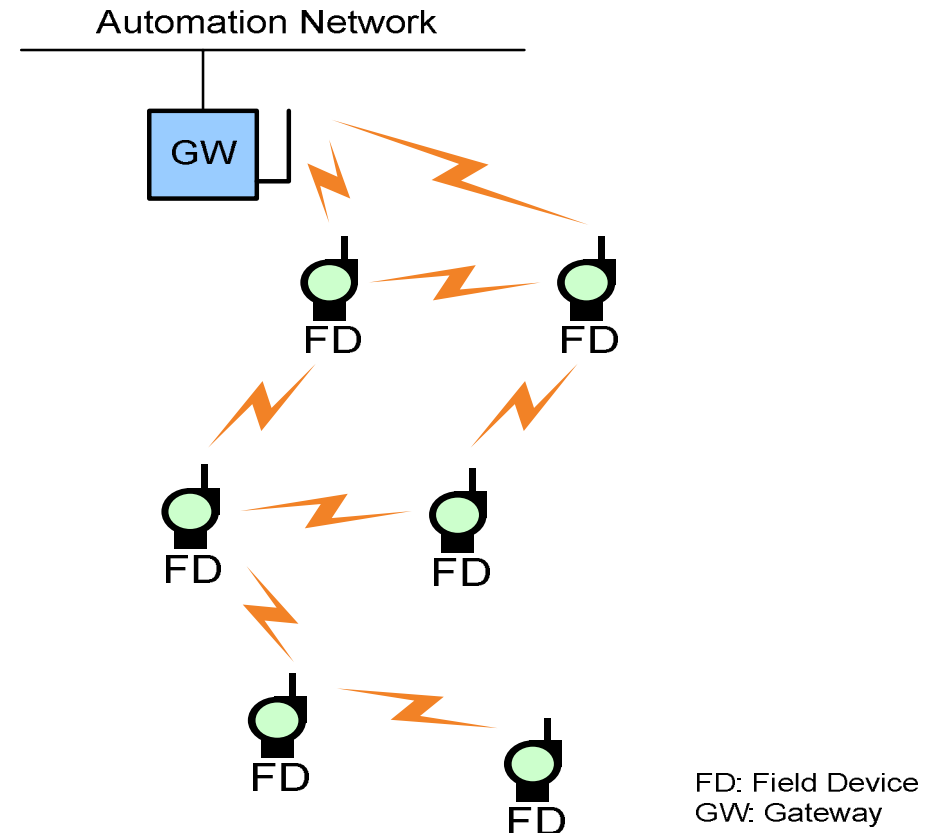 Automation Network
GW
FD
FD
FD
FD
FD
FD
FD: Field Device
GW: Gateway